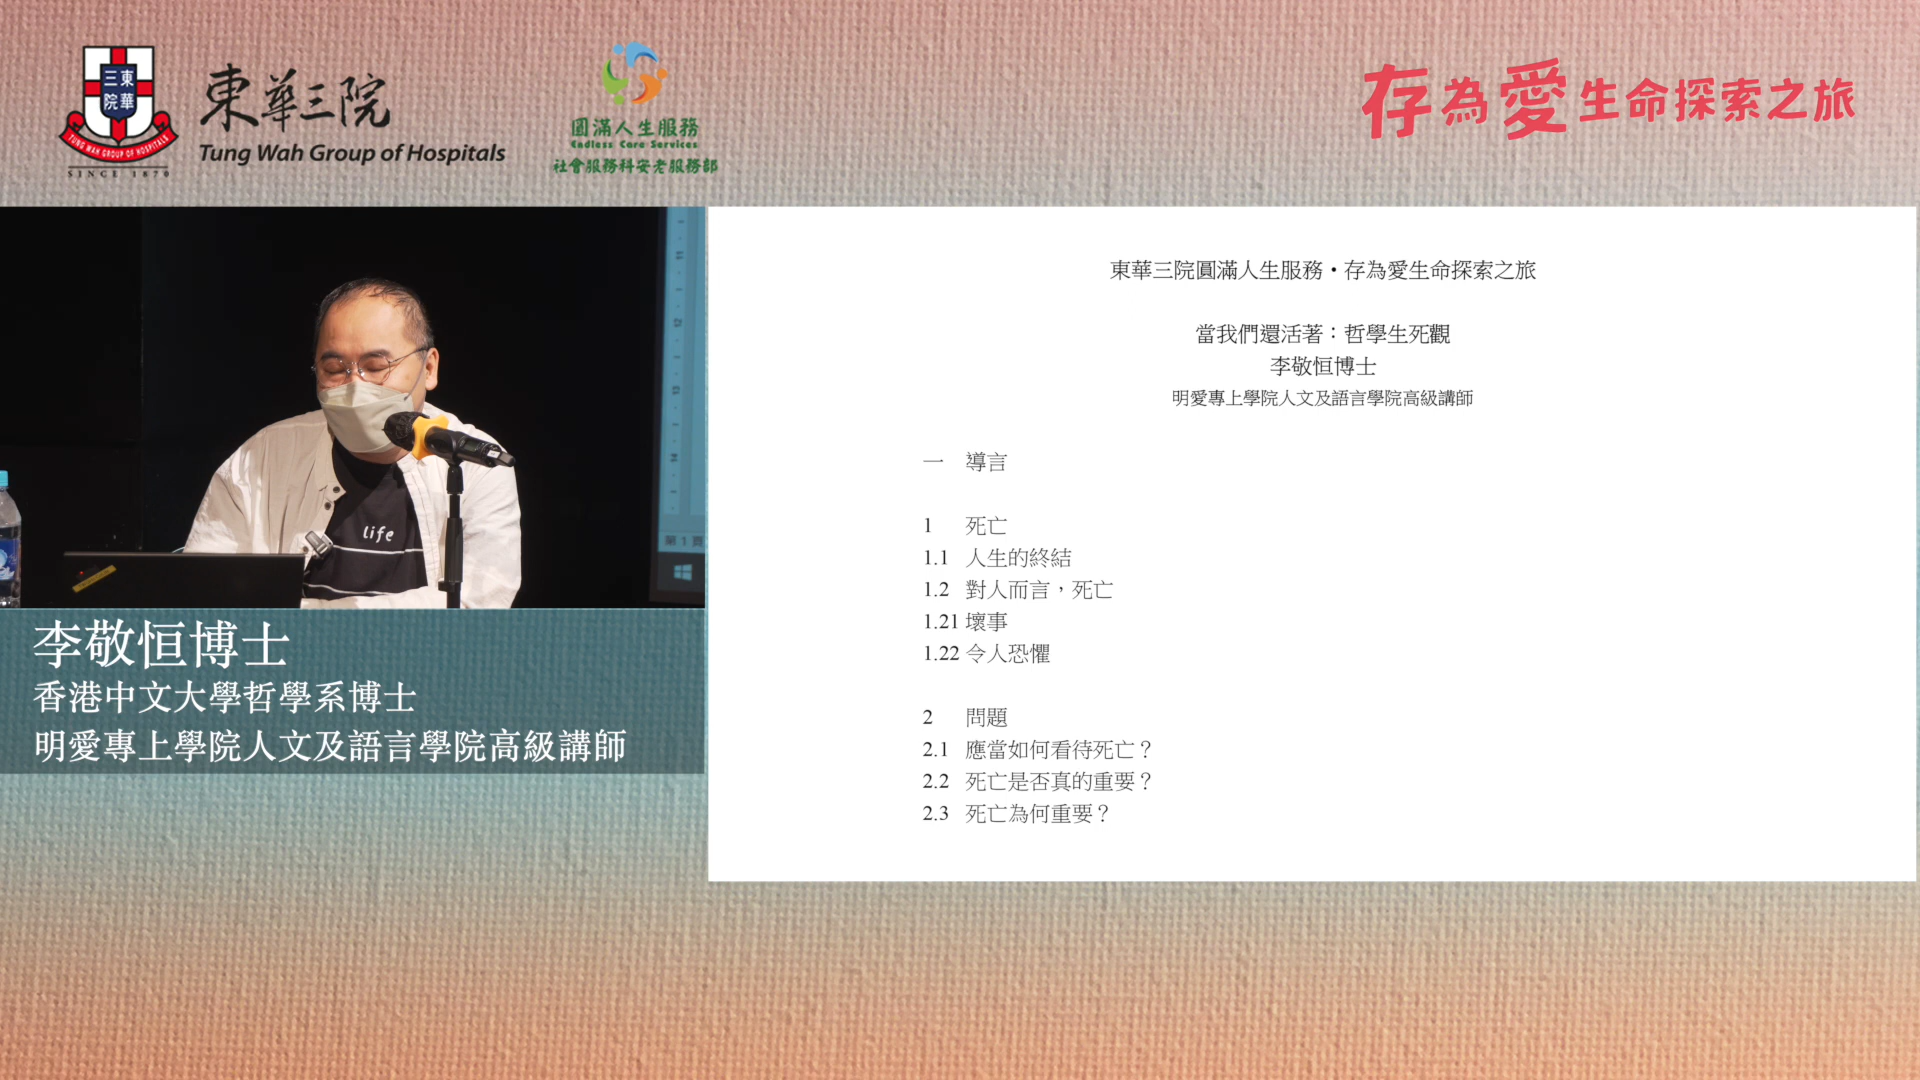 東華三院
三東
院華
TUNG WAH GROUP OF HOSPITALS
SINCE 1870
Tung Wah Group of Hospitals
圓滿人生服務
Endless Care Services
社會服務科安老服務部
存為愛生命探索之旅
life
第1頁
李敬恒博士
香港中文大學哲學系博士
明愛專上學院人文及語言學院高級講師
東華三院圓滿人生服務・存為愛生命探索之旅
當我們還活著：哲學生死觀
李敬恒博士
明愛專上學院人文及語言學院高級講師
一 導言
1 死亡
1.1 人生的終結
1.2 對人而言，死亡
1.21 壞事
1.22 令人恐懼
2 問題
2.1 應當如何看待死亡？
2.2 死亡是否真的重要？
2.3 死亡為何重要？